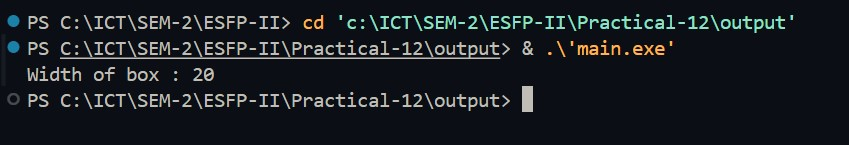 PS C:\ICT\SEM-2\ESFP-II> cd 'c:\ICT\SEM-2\ESFP-II\Practical-12\output'
PS C:\ICT\SEM-2\ESFP-II\Practical-12\output> & .\'main.exe'
Width of box : 20
PS C:\ICT\SEM-2\ESFP-II\Practical-12\output>